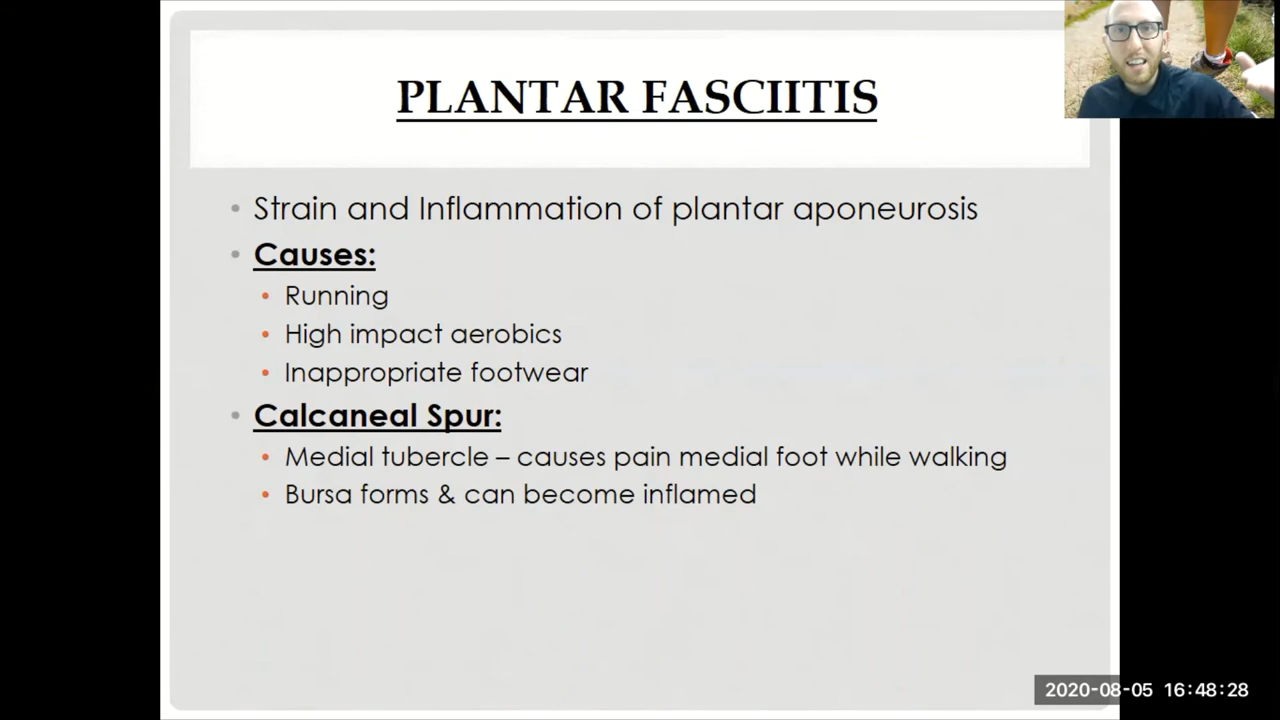 PLANTAR FASCIITIS
• Strain and Inflammation of plantar aponeurosis
• Causes:
• Running
• High impact aerobics
• Inappropriate footwear
• Calcaneal Spur:
• Medial tubercle – causes pain medial foot while walking
• Bursa forms & can become inflamed
2020-08-05 16:48:28